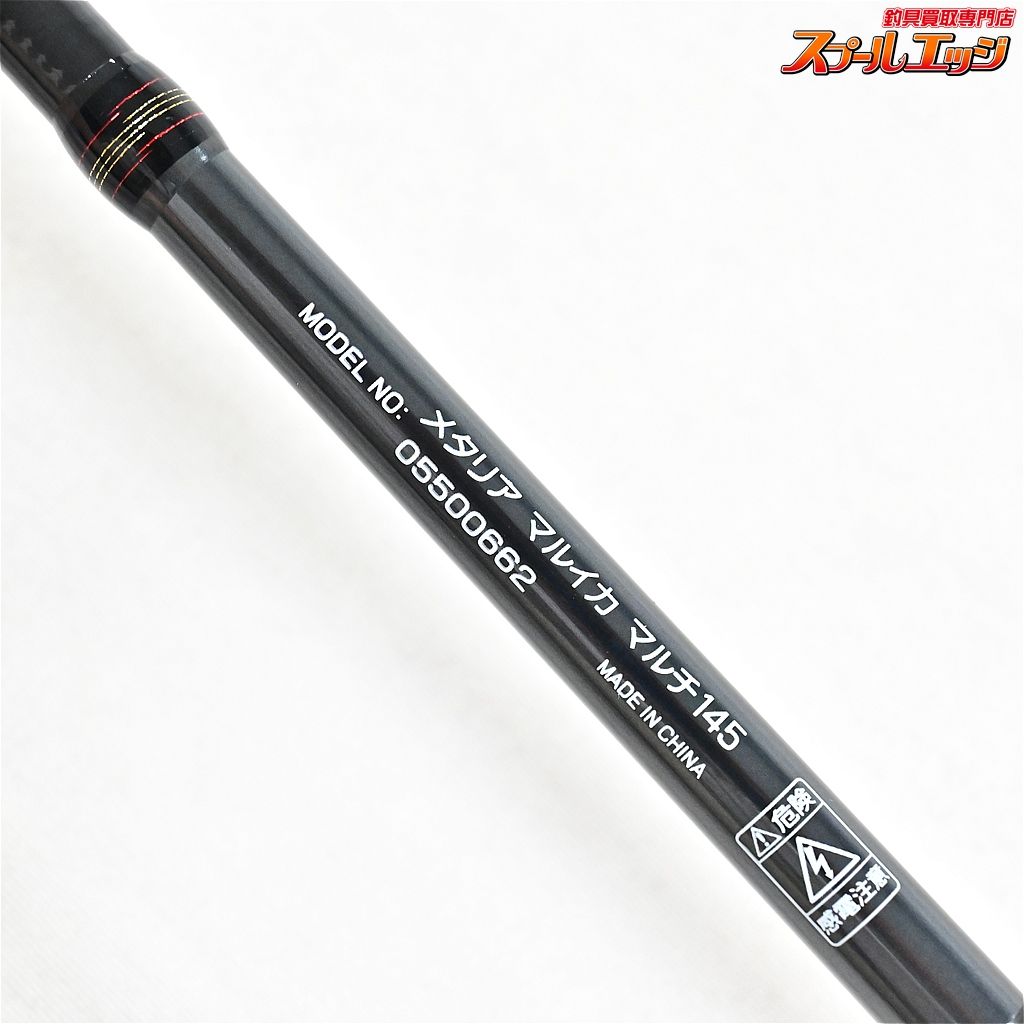 釣具買取専門店
スプールエッジ
MODEL NO: メタリア マルイカ マルチ145
05500662
MADE IN CHINA
危険
感電注意